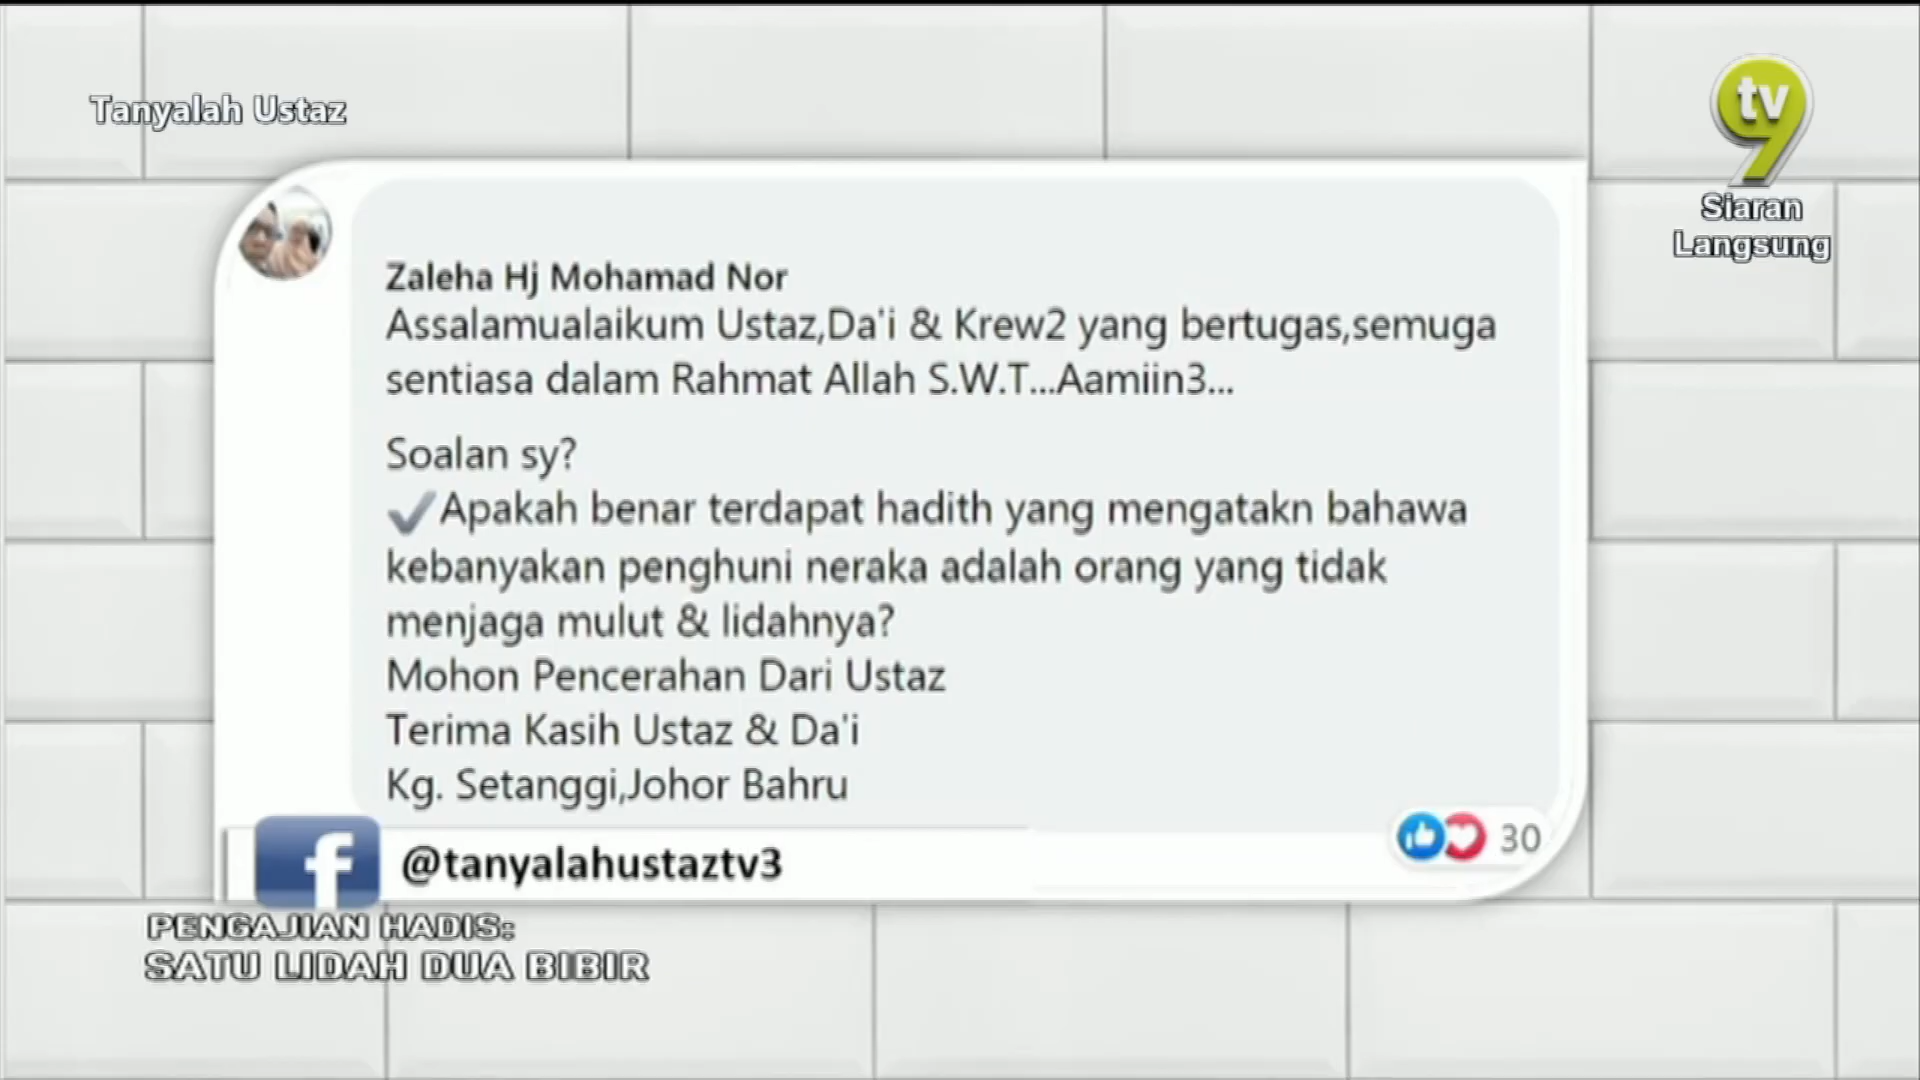 Tanyalah Ustaz
tv9
Siaran
Langsung
Zaleha Hj Mohamad Nor
Assalamualaikum Ustaz,Da'i & Krew2 yang bertugas,semuga
sentiasa dalam Rahmat Allah S.W.T...Aamiin3...
Soalan sy?
✔Apakah benar terdapat hadith yang mengatakn bahawa
kebanyakan penghuni neraka adalah orang yang tidak
menjaga mulut & lidahnya?
Mohon Pencerahan Dari Ustaz
Terima Kasih Ustaz & Da'i
Kg. Setanggi,Johor Bahru
30
f @tanyalahustaztv3
PENGAJIAN HADIS:
SATU LIDAH DUA BIBIR